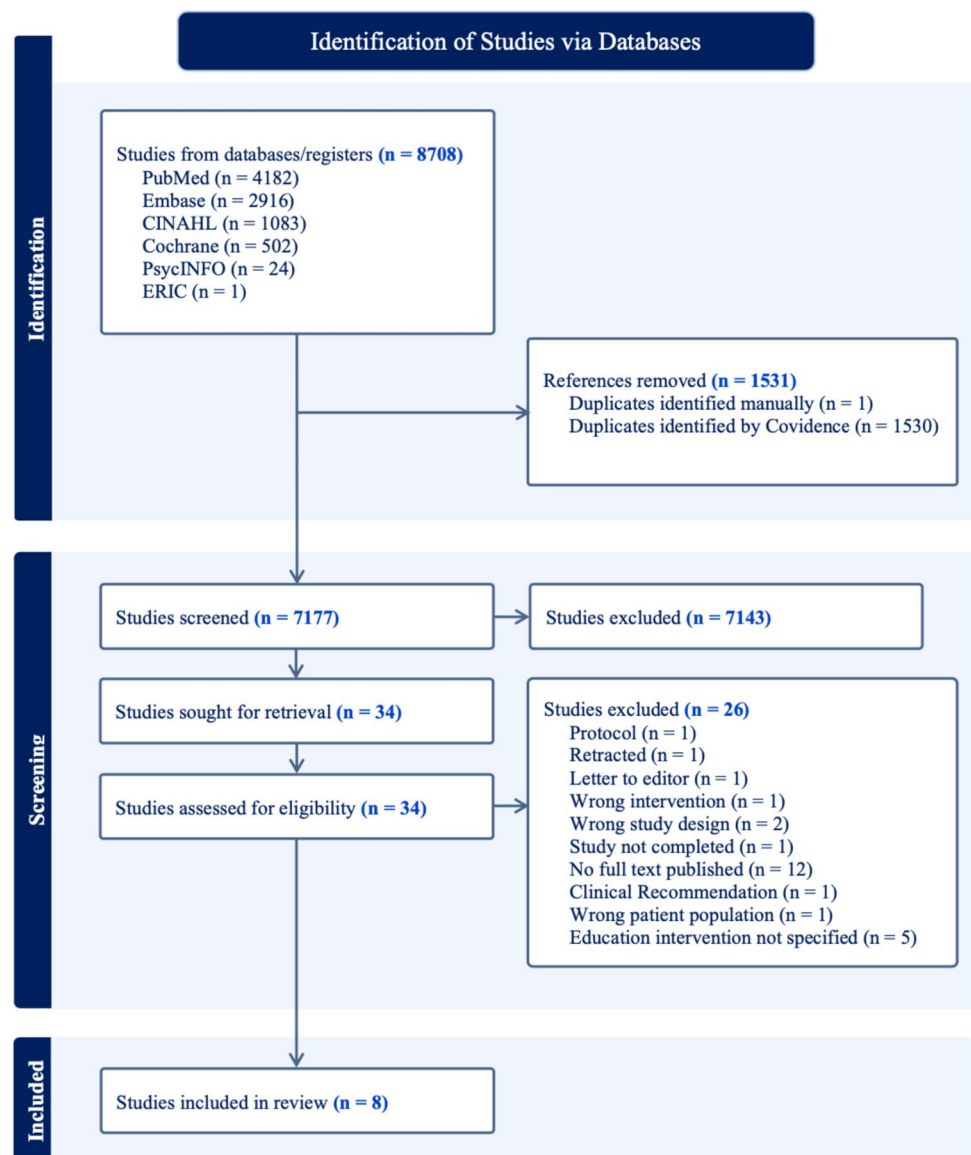 Identification of Studies via Databases
Identification
Studies from databases/registers (n = 8708)
PubMed (n = 4182)
Embase (n = 2916)
CINAHL (n = 1083)
Cochrane (n = 502)
PsycINFO (n = 24)
ERIC (n = 1)
References removed (n = 1531)
Duplicates identified manually (n = 1)
Duplicates identified by Covidence (n = 1530)
Screening
Studies screened (n = 7177)
Studies excluded (n = 7143)
Studies sought for retrieval (n = 34)
Studies assessed for eligibility (n = 34)
Studies excluded (n = 26)
Protocol (n = 1)
Retracted (n = 1)
Letter to editor (n = 1)
Wrong intervention (n = 1)
Wrong study design (n = 2)
Study not completed (n = 1)
No full text published (n = 12)
Clinical Recommendation (n = 1)
Wrong patient population (n = 1)
Education intervention not specified (n = 5)
Included
Studies included in review (n = 8)